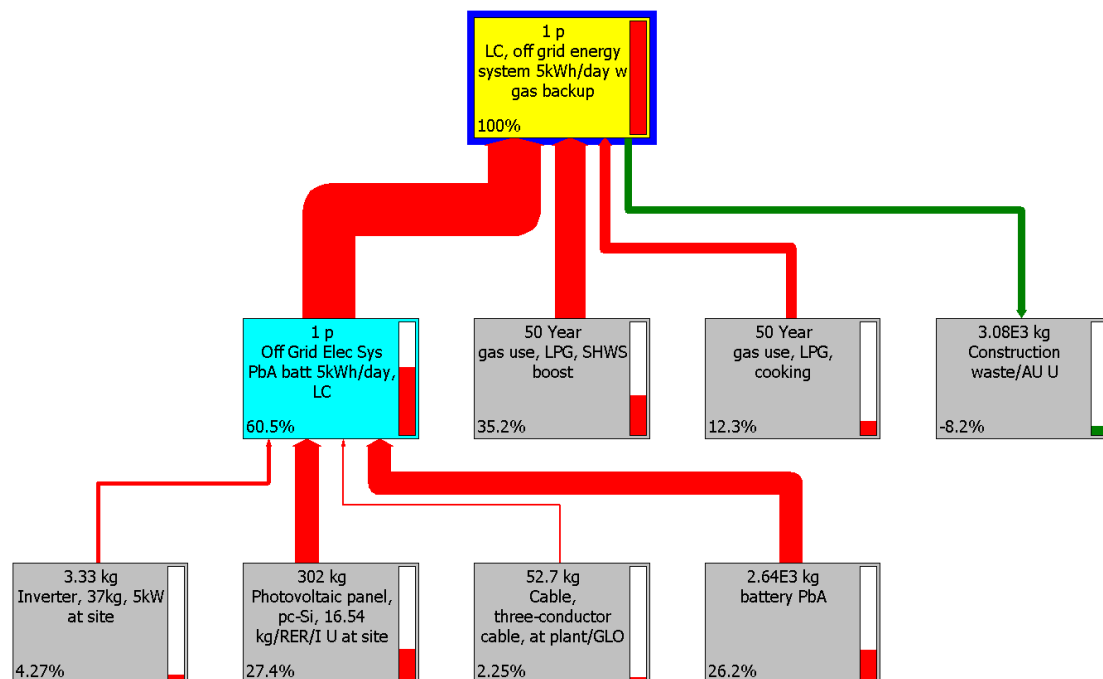 1 p
LC, off grid energy
system 5kWh/day w
gas backup
100%
1 p
Off Grid Elec Sys
PbA batt 5kWh/day,
LC
60.5%
50 Year
gas use, LPG, SHWS
boost
35.2%
50 Year
gas use, LPG,
cooking
12.3%
3.08E3 kg
Construction
waste/AU U
-8.2%
3.33 kg
Inverter, 37kg, 5kW
at site
4.27%
302 kg
Photovoltaic panel,
pc-Si, 16.54
kg/RER/I U at site
27.4%
52.7 kg
Cable,
three-conductor
cable, at plant/GLO
2.25%
2.64E3 kg
battery PbA
26.2%